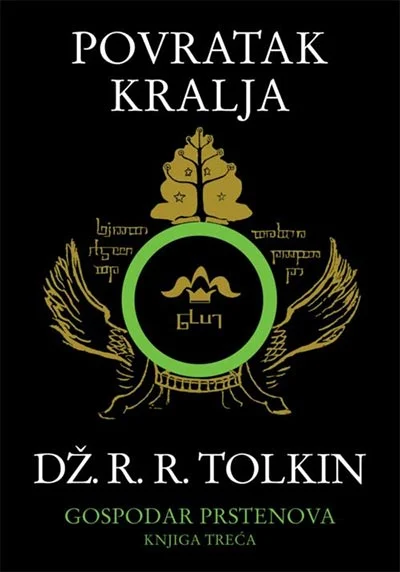 POVRATAK
KRALJA
DŽ. R. R. TOLKIN
GOSPODAR PRSTENOVA
KNJIGA TREĆA